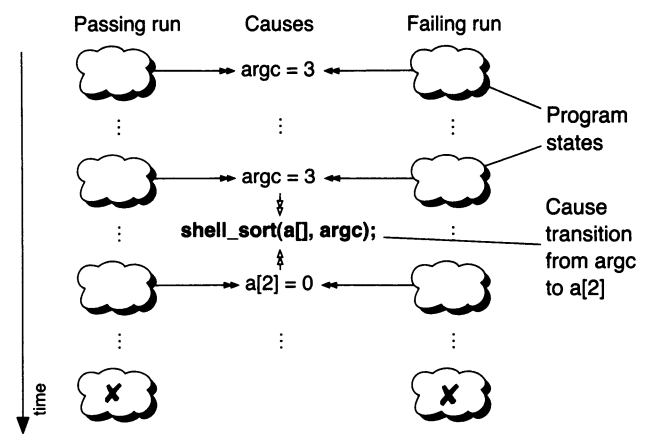 Passing run Causes Failing run
argc = 3
Program
states
argc = 3
shell_sort(a[], argc);
Cause
transition
from argc
to a[2]
a[2] = 0
✘ ✘
time